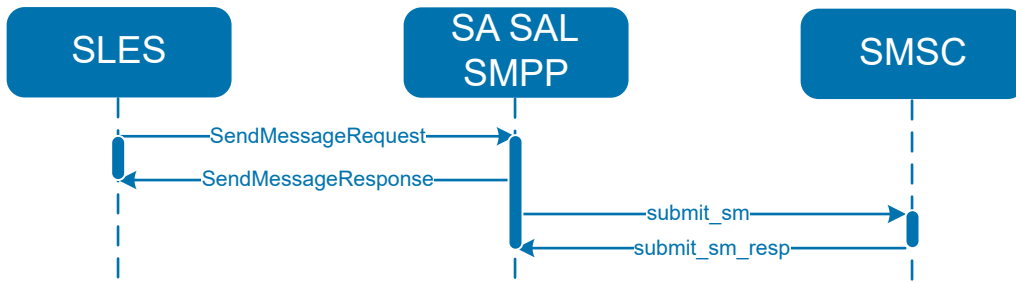 SLES
SA SAL
SMPP
SMSC
SendMessageRequest
SendMessageResponse
submit_sm
submit_sm_resp